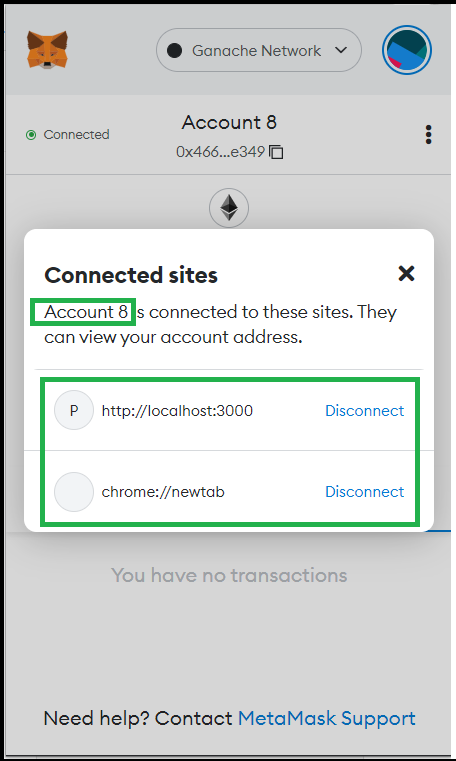 Ganache Network
Connected
Account 8
0x466...e349
Connected sites
Account 8 is connected to these sites. They
can view your account address.
P http://localhost:3000 Disconnect
chrome://newtab Disconnect
You have no transactions
Need help? Contact MetaMask Support